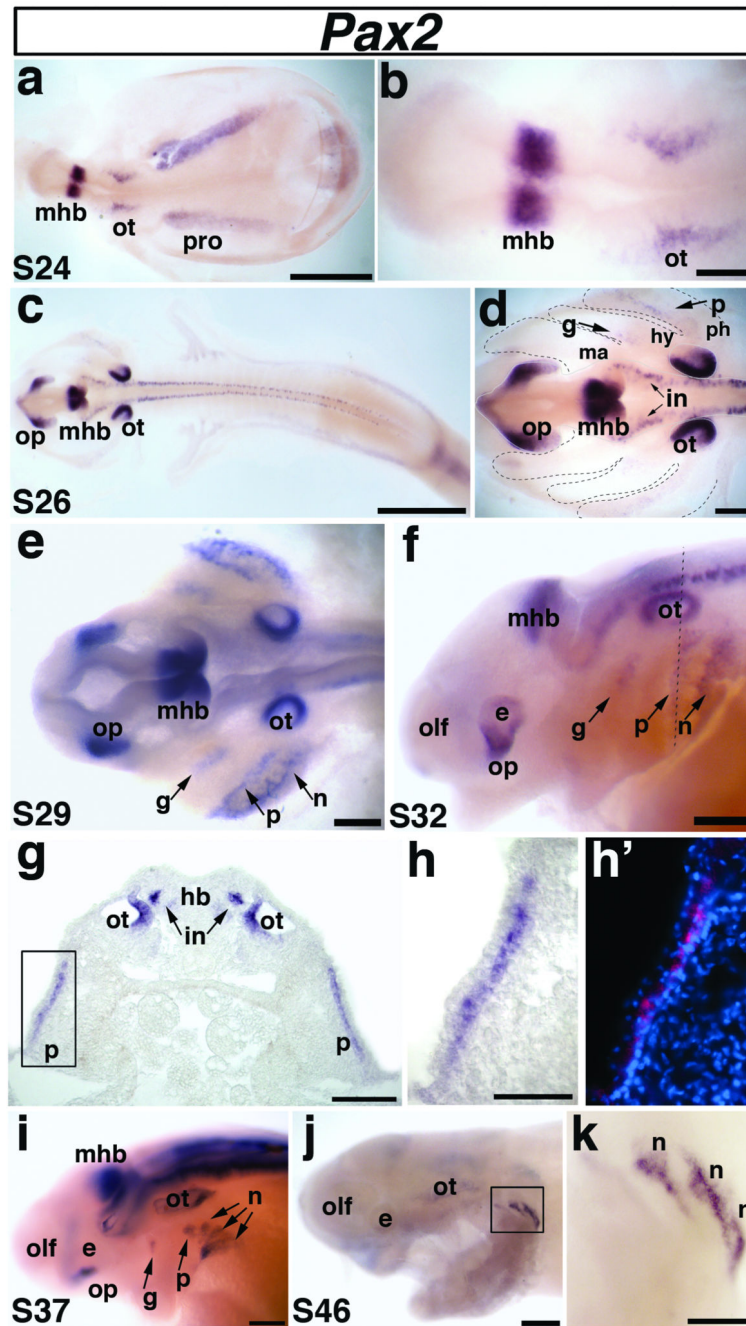 Pax2
a
mhb
ot
pro
S24
b
mhb
ot
c
op
mhb
ot
S26
d
p
g
hy
ph
ma
in
op
mhb
ot
e
op
mhb
ot
g
p
n
S29
f
mhb
ot
e
olf
g
p
n
op
S32
g
hb
ot
ot
in
p
p
h
h'
i
mhb
ot
n
olf
e
op
g
p
S37
j
olf
ot
e
S46
k
n
n
n